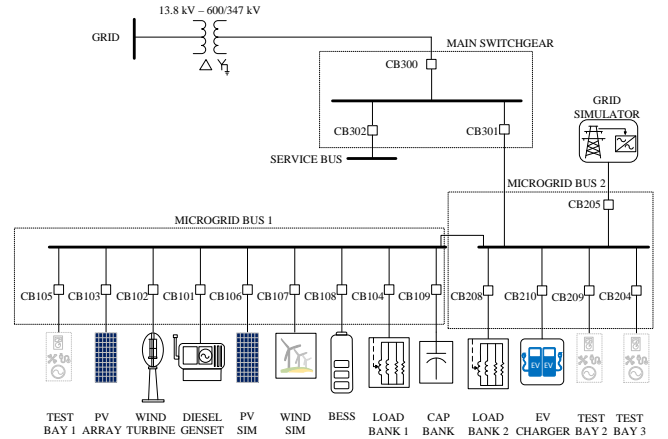 13.8 kV – 600/347 kV
GRID
MAIN SWITCHGEAR
CB300
GRID
SIMULATOR
CB302
CB301
SERVICE BUS
MICROGRID BUS 2
CB205
MICROGRID BUS 1
CB105
CB103
CB102
CB101
CB106
CB107
CB108
CB104
CB109
CB208
CB210
CB209
CB204
EV
EV
TEST
BAY 1
PV
ARRAY
WIND
TURBINE
DIESEL
GENSET
PV
SIM
WIND
SIM
BESS
LOAD
BANK 1
CAP
BANK
LOAD
BANK 2
EV
CHARGER
TEST
BAY 2
TEST
BAY 3